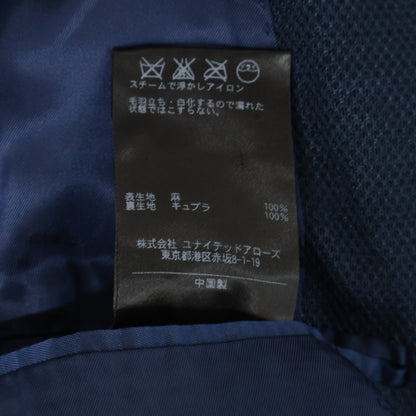 スチームで浮かしアイロン
毛羽立ち・白化するので濡れた
状態ではこすらない。
表生地 麻 100%
裏生地 キュプラ 100%
株式会社 ユナイテッドアローズ
東京都港区赤坂8-1-19
中国製